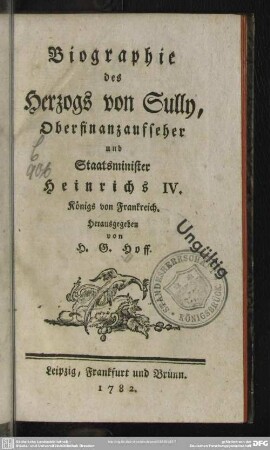 Biographie
des
Herzogs von Sully,
Oberfinanzaufseher
und
Staatsminister
Heinrichs IV.
Königs von Frankreich.
Herausgegeben
von
H. G. Hoff.
Ungültig
Leipzig, Frankfurt und Brünn.
1782.